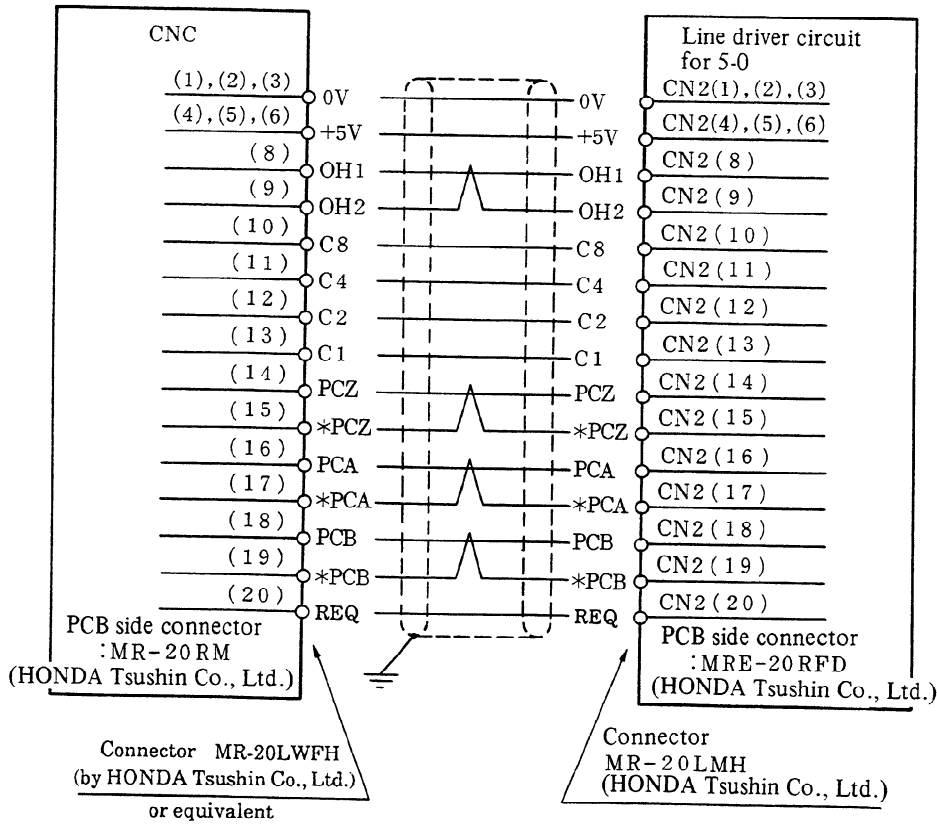 CNC
(1),(2),(3)
0V
(4),(5),(6)
+5V
(8)
OH1
(9)
OH2
(10)
C8
(11)
C4
(12)
C2
(13)
C1
(14)
PCZ
(15)
*PCZ
(16)
PCA
(17)
*PCA
(18)
PCB
(19)
*PCB
(20)
REQ
PCB side connector
:MR-20RM
(HONDA Tsushin Co., Ltd.)
Connector MR-20LWFH
(by HONDA Tsushin Co., Ltd.)
or equivalent
Line driver circuit
for 5-0
0V
CN2(1),(2),(3)
+5V
CN2(4),(5),(6)
OH1
CN2(8)
OH2
CN2(9)
C8
CN2(10)
C4
CN2(11)
C2
CN2(12)
C1
CN2(13)
PCZ
CN2(14)
*PCZ
CN2(15)
PCA
CN2(16)
*PCA
CN2(17)
PCB
CN2(18)
*PCB
CN2(19)
REQ
CN2(20)
PCB side connector
:MRE-20RFD
(HONDA Tsushin Co., Ltd.)
Connector
MR-20LMH
(HONDA Tsushin Co., Ltd.)